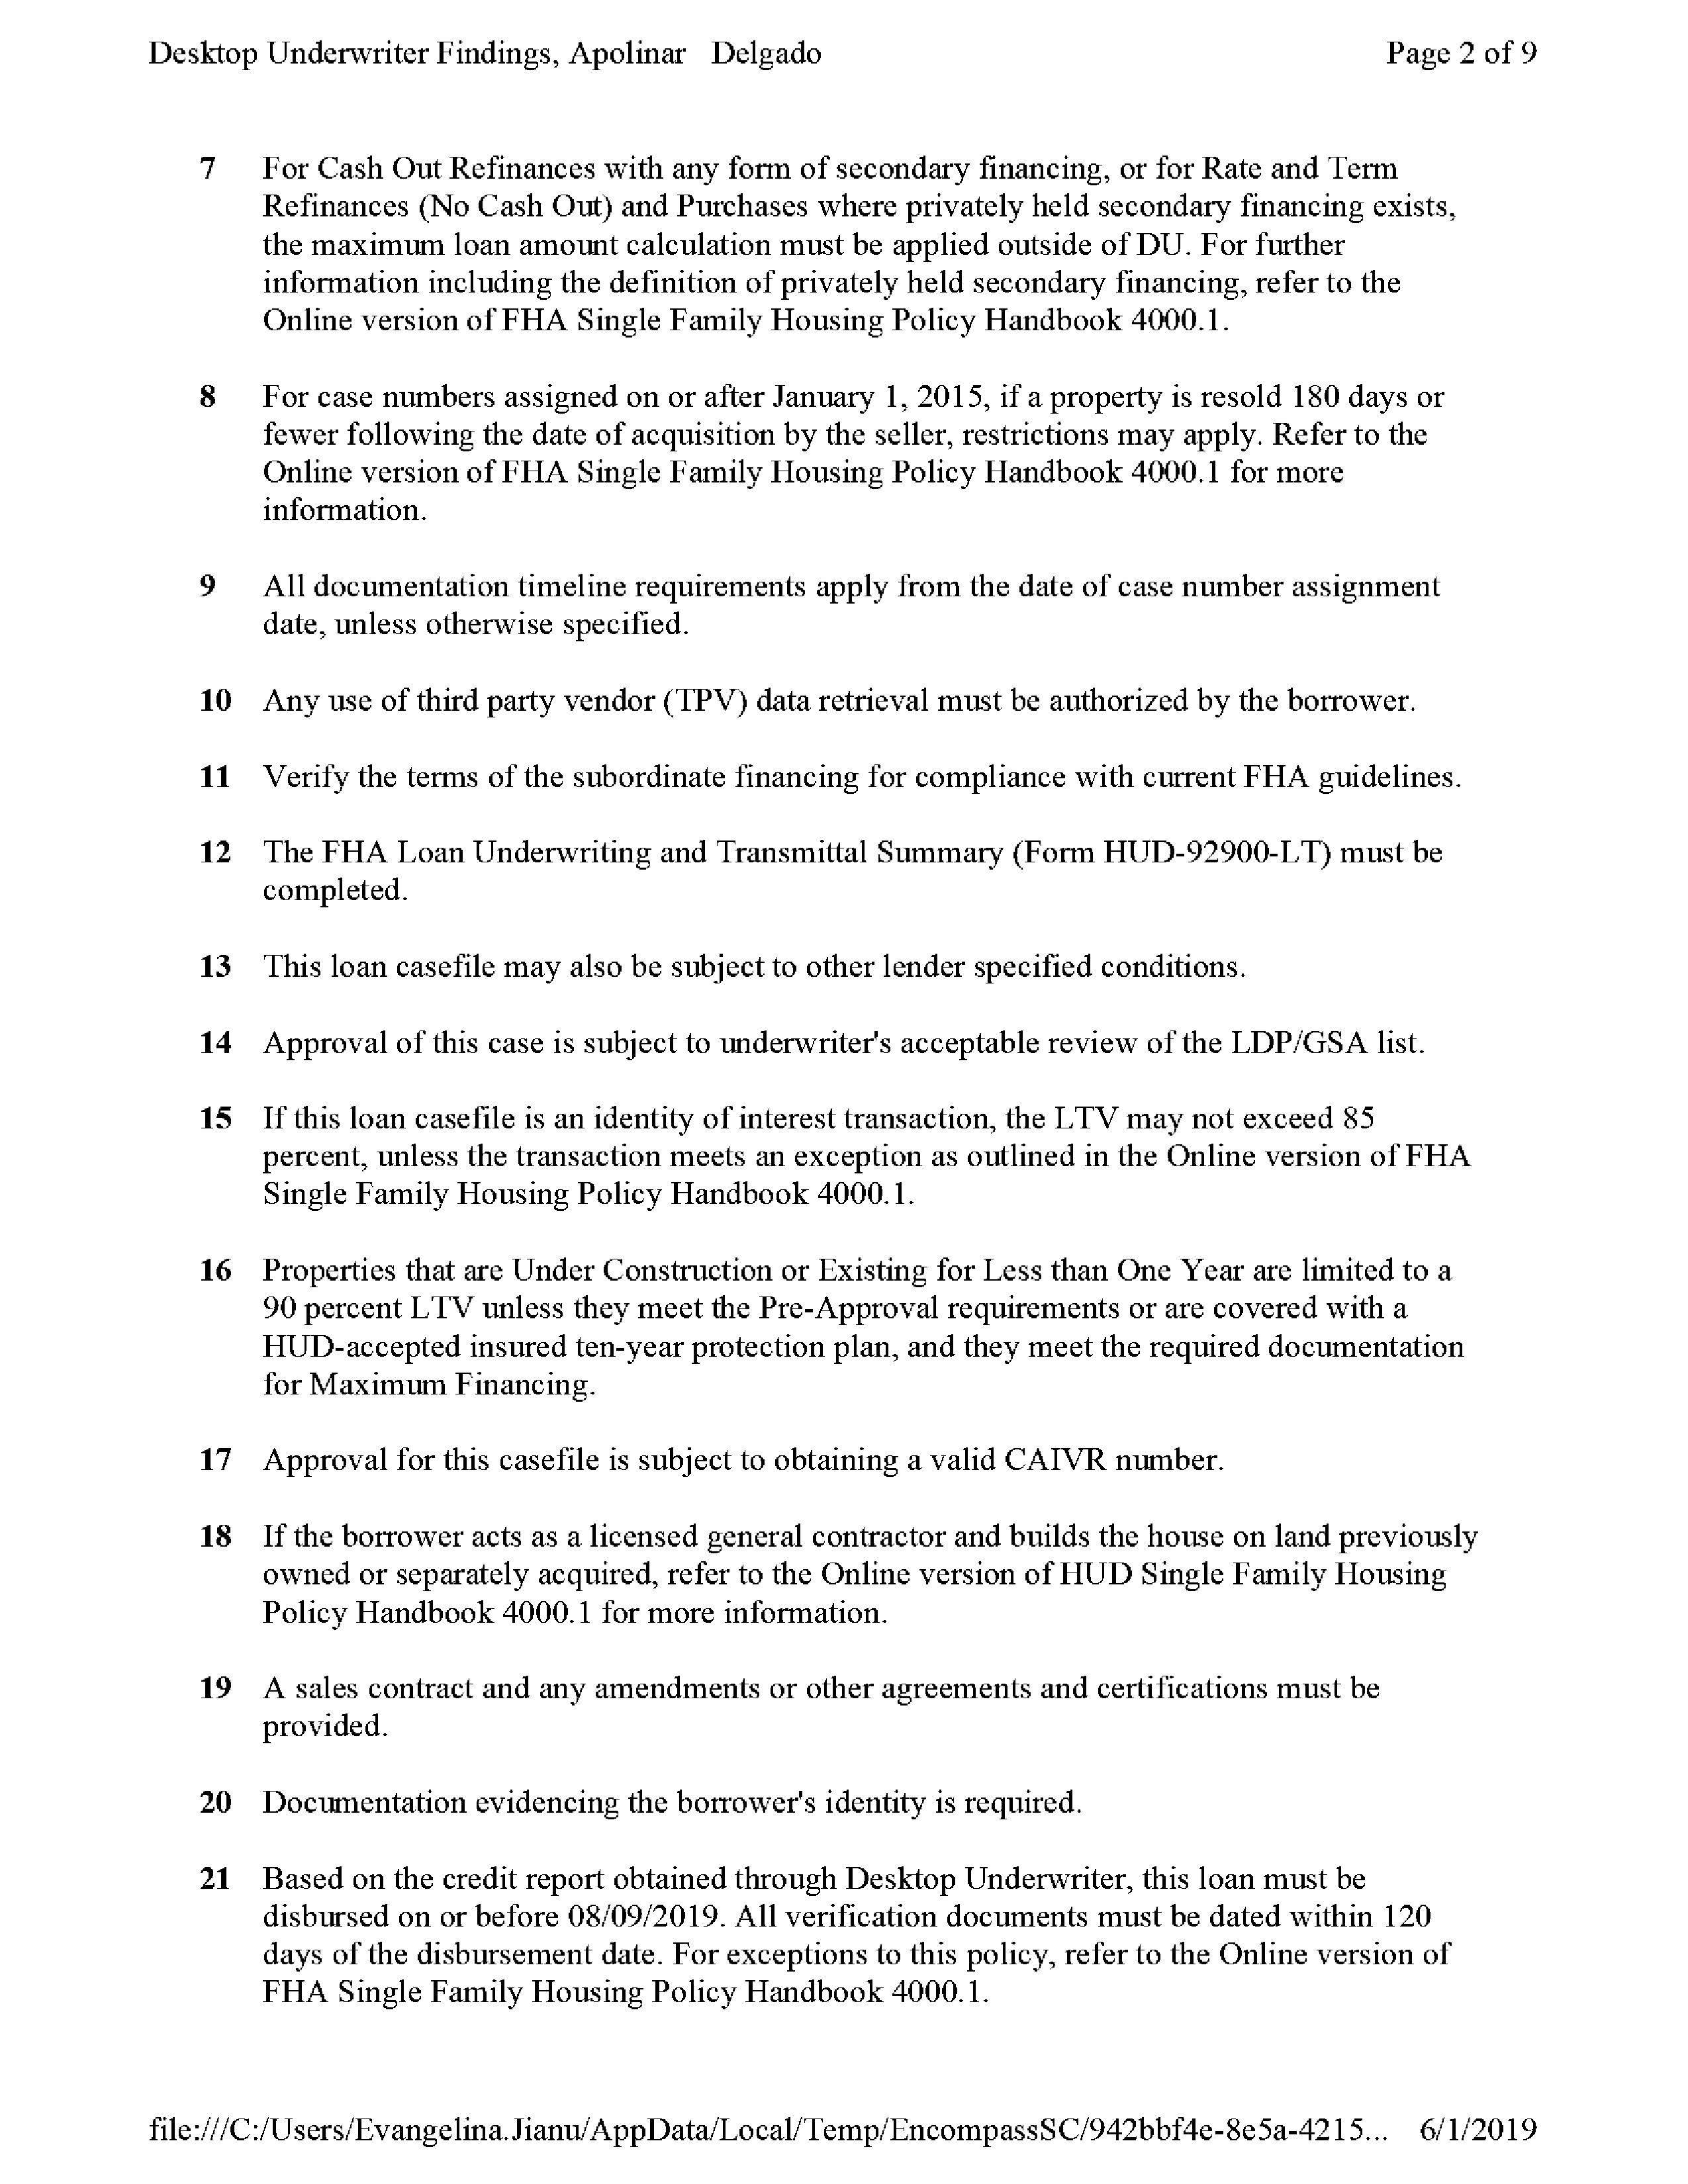 Desktop Underwriter Findings, Apolinar Delgado Page 2 of 9
7 For Cash Out Refinances with any form of secondary financing, or for Rate and Term
Refinances (No Cash Out) and Purchases where privately held secondary financing exists,
the maximum loan amount calculation must be applied outside of DU. For further
information including the definition of privately held secondary financing, refer to the
Online version of FHA Single Family Housing Policy Handbook 4000.1.
8 For case numbers assigned on or after January 1, 2015, if a property is resold 180 days or
fewer following the date of acquisition by the seller, restrictions may apply. Refer to the
Online version of FHA Single Family Housing Policy Handbook 4000.1 for more
information.
9 All documentation timeline requirements apply from the date of case number assignment
date, unless otherwise specified.
10 Any use of third party vendor (TPV) data retrieval must be authorized by the borrower.
11 Verify the terms of the subordinate financing for compliance with current FHA guidelines.
12 The FHA Loan Underwriting and Transmittal Summary (Form HUD-92900-LT) must be
completed.
13 This loan casefile may also be subject to other lender specified conditions.
14 Approval of this case is subject to underwriter's acceptable review of the LDP/GSA list.
15 If this loan casefile is an identity of interest transaction, the LTV may not exceed 85
percent, unless the transaction meets an exception as outlined in the Online version of FHA
Single Family Housing Policy Handbook 4000.1.
16 Properties that are Under Construction or Existing for Less than One Year are limited to a
90 percent LTV unless they meet the Pre-Approval requirements or are covered with a
HUD-accepted insured ten-year protection plan, and they meet the required documentation
for Maximum Financing.
17 Approval for this casefile is subject to obtaining a valid CAIVR number.
18 If the borrower acts as a licensed general contractor and builds the house on land previously
owned or separately acquired, refer to the Online version of HUD Single Family Housing
Policy Handbook 4000.1 for more information.
19 A sales contract and any amendments or other agreements and certifications must be
provided.
20 Documentation evidencing the borrower's identity is required.
21 Based on the credit report obtained through Desktop Underwriter, this loan must be
disbursed on or before 08/09/2019. All verification documents must be dated within 120
days of the disbursement date. For exceptions to this policy, refer to the Online version of
FHA Single Family Housing Policy Handbook 4000.1.
file:///C:/Users/Evangelina.Jianu/AppData/Local/Temp/EncompassSC/942bbf4e-8e5a-4215... 6/1/2019